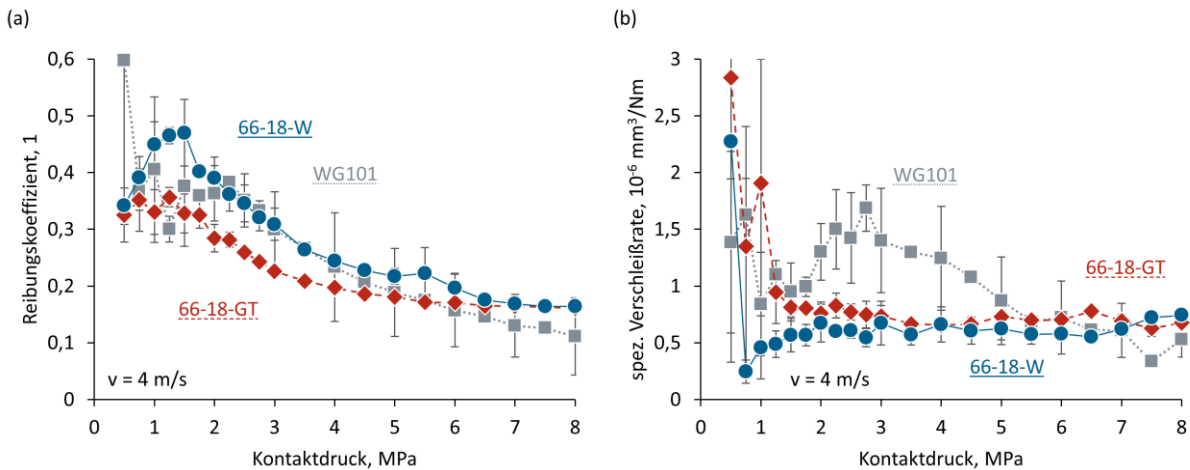 (a)
0,6
0,5
0,4
0,3
0,2
0,1
0
Reibungskoeffizient, 1
66-18-W
WG101
66-18-GT
v = 4 m/s
0 1 2 3 4 5 6 7 8
Kontaktdruck, MPa
(b)
3
2,5
2
1,5
1
0,5
0
spez. Verschleißrate, 10⁻⁶ mm³/Nm
WG101
66-18-GT
66-18-W
v = 4 m/s
0 1 2 3 4 5 6 7 8
Kontaktdruck, MPa